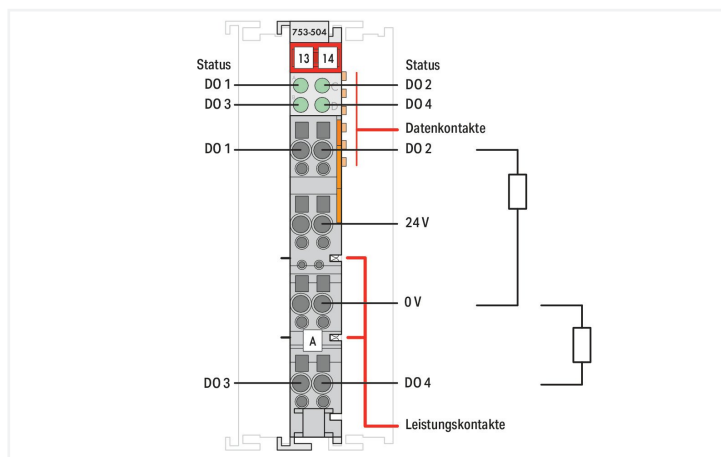 753-504
13 14
Status Status
DO 1 DO 2
DO 3 DO 4
Datenkontakte
DO 1 DO 2
24 V
0 V
A
DO 3 DO 4
Leistungskontakte